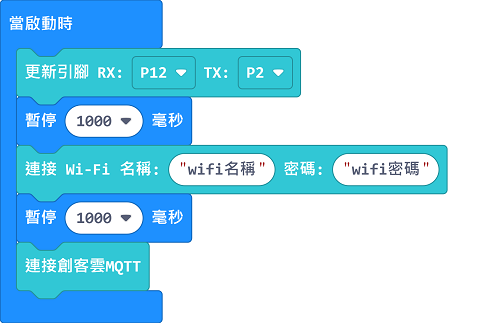 當啟動時
更新引腳 RX: P12 TX: P2
暫停 1000 毫秒
連接 Wi-Fi 名稱: "wifi名稱" 密碼: "wifi密碼"
暫停 1000 毫秒
連接創客雲MQTT